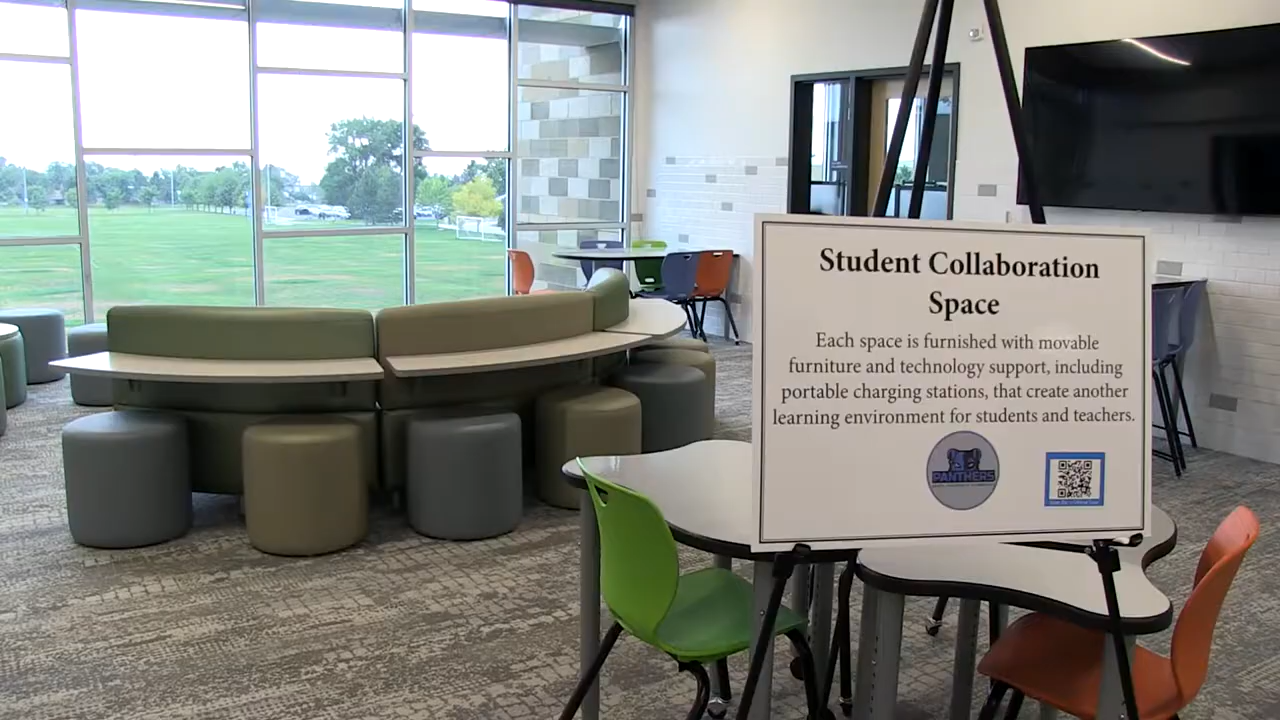 Student Collaboration
Space
Each space is furnished with movable
furniture and technology support, including
portable charging stations, that create another
learning environment for students and teachers.
PANTHERS